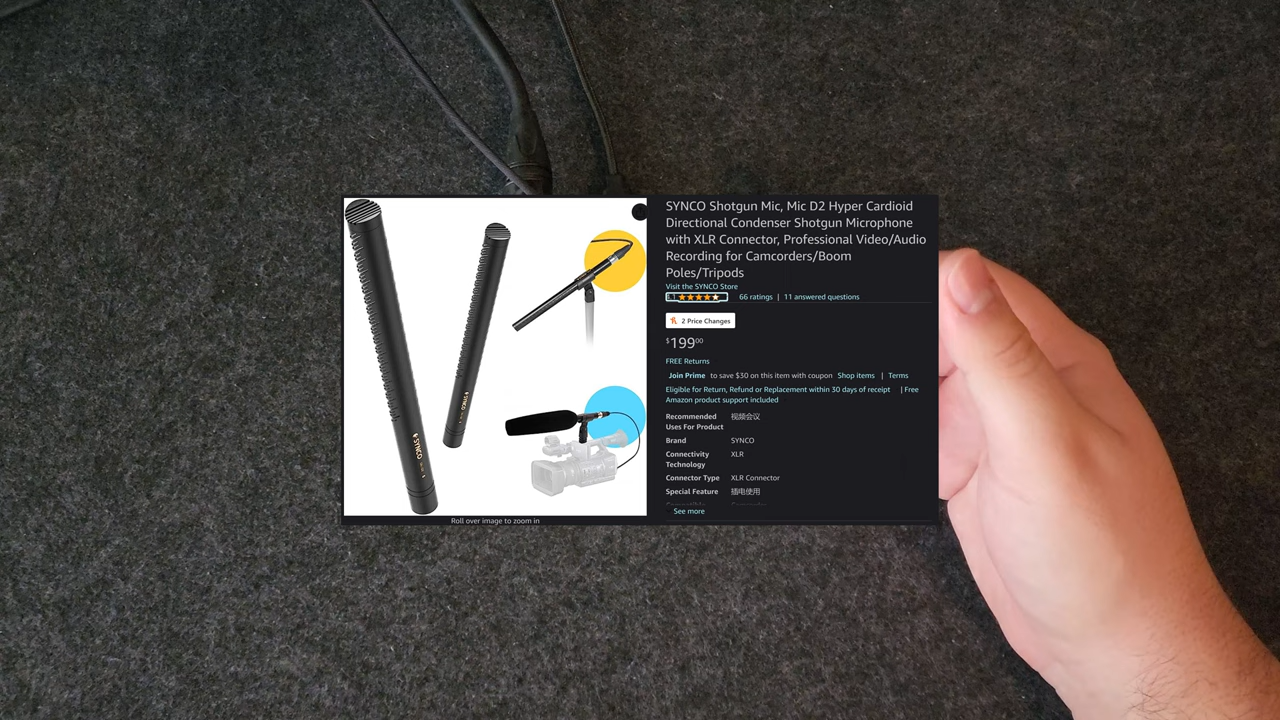 SYNCO Shotgun Mic, Mic D2 Hyper Cardioid
Directional Condenser Shotgun Microphone
with XLR Connector, Professional Video/Audio
Recording for Camcorders/Boom
Poles/Tripods
Visit the SYNCO Store
66 ratings | 11 answered questions
2 Price Changes
$19900
FREE Returns
Join Prime to save $30 on this item with coupon Shop items | Terms
Eligible for Return, Refund or Replacement within 30 days of receipt | Free
Amazon product support included
Recommended 视频会议
Uses For Product
Brand SYNCO
Connectivity XLR
Technology
Connector Type XLR Connector
Special Feature 插电使用
See more
SYNCO
SYNCO
Roll over image to zoom in